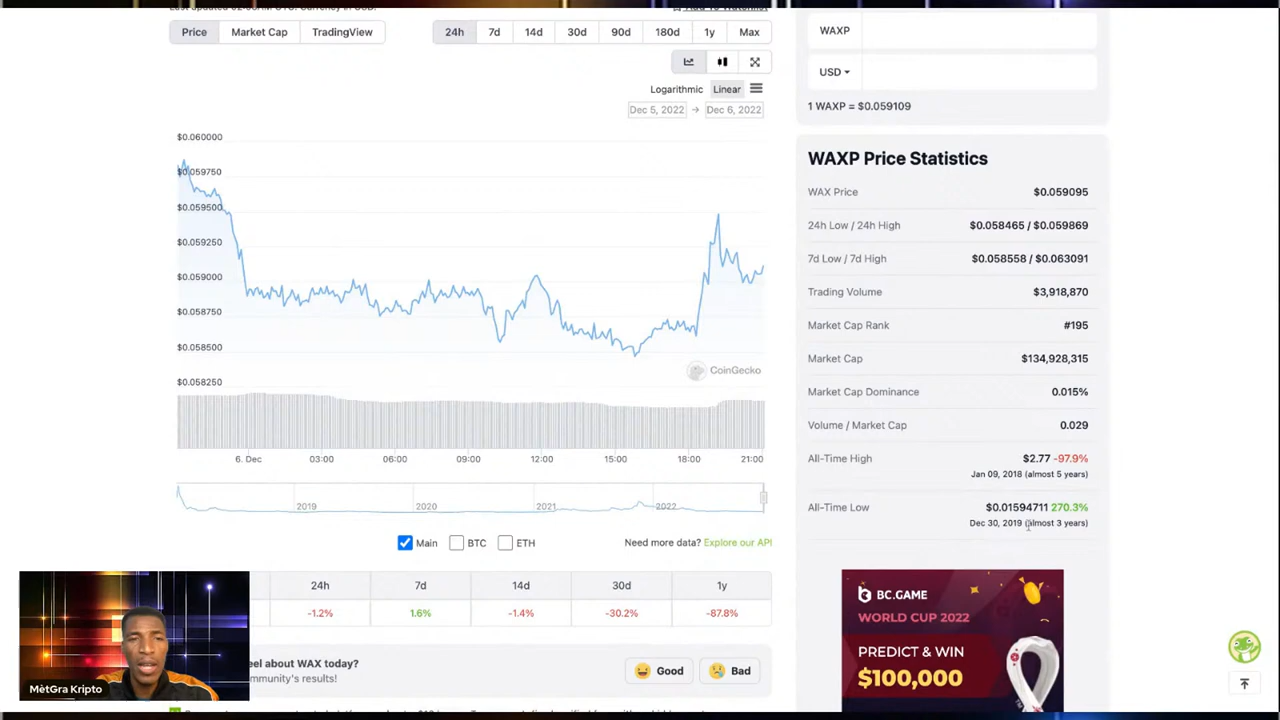 Price Market Cap TradingView
24h 7d 14d 30d 90d 180d 1y Max
Logarithmic Linear
Dec 5, 2022 → Dec 6, 2022
$0.060000
$0.059750
$0.059500
$0.059250
$0.059000
$0.058750
$0.058500
$0.058250
CoinGecko
6. Dec 03:00 06:00 09:00 12:00 15:00 18:00 21:00
2019 2020 2021 2022
Main BTC ETH
Need more data? Explore our API
24h 7d 14d 30d 1y
-1.2% 1.6% -1.4% -30.2% -87.8%
eel about WAX today?
mmunity's results!
Good Bad
MètGra Kripto
WAXP
USD
1 WAXP = $0.059109
WAXP Price Statistics
WAX Price $0.059095
24h Low / 24h High $0.058465 / $0.059869
7d Low / 7d High $0.058558 / $0.063091
Trading Volume $3,918,870
Market Cap Rank #195
Market Cap $134,928,315
Market Cap Dominance 0.015%
Volume / Market Cap 0.029
All-Time High $2.77 -97.9%
Jan 09, 2018 (almost 5 years)
All-Time Low $0.01594711 270.3%
Dec 30, 2019 (almost 3 years)
BC.GAME
WORLD CUP 2022
PREDICT & WIN
$100,000